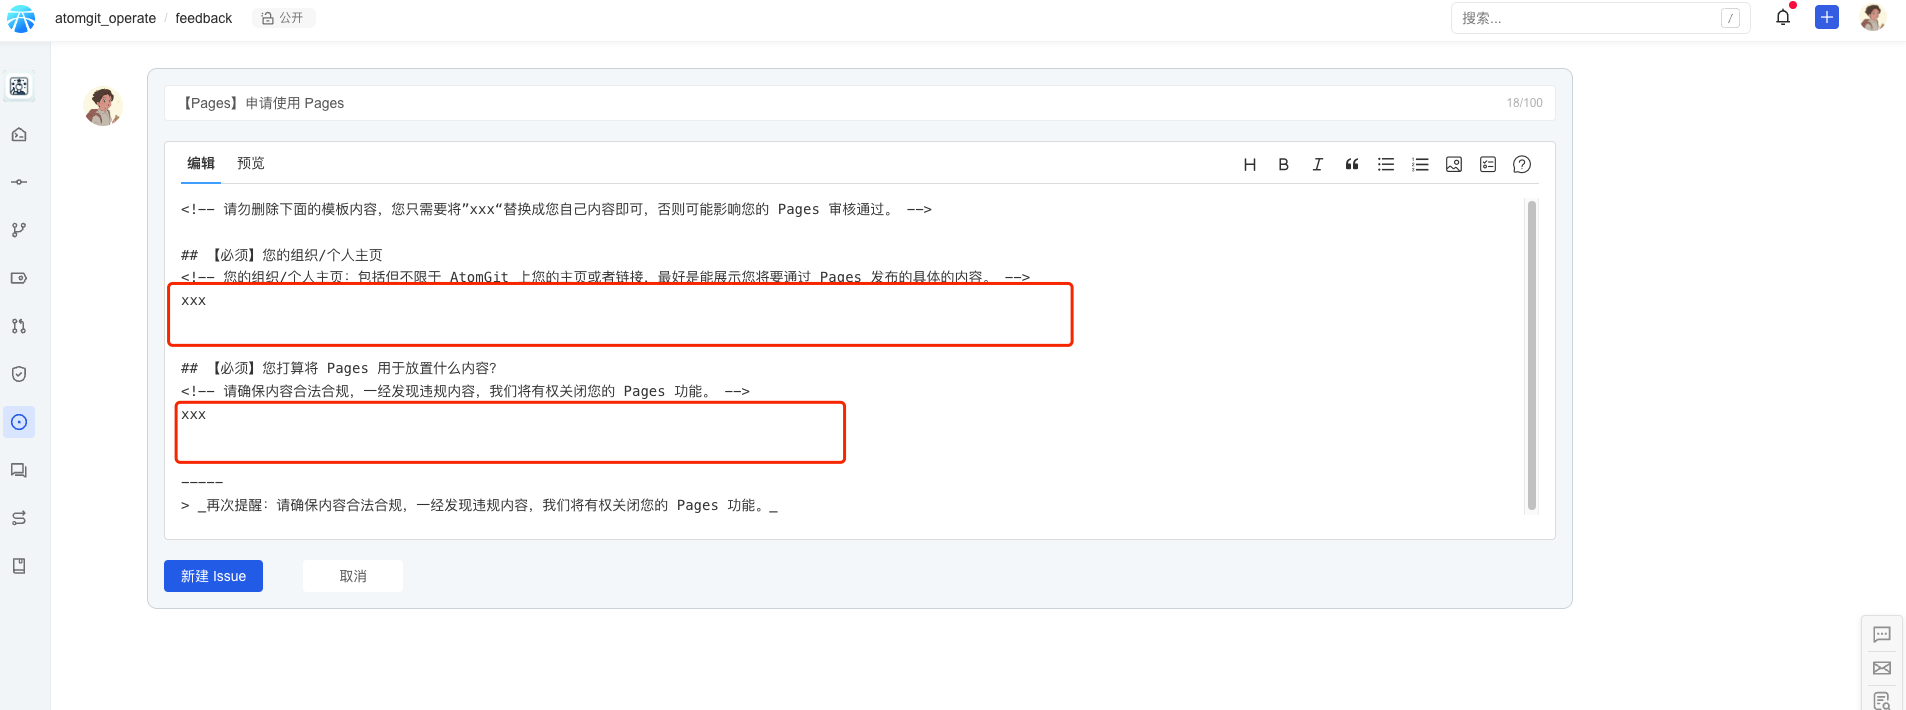 atomgit_operate / feedback 公开 搜索... /
【Pages】申请使用 Pages 18/100
编辑 预览 H B I
<!-- 请勿删除下面的模板内容，您只需要将”xxx“替换成您自己内容即可，否则可能影响您的 Pages 审核通过。 -->
## 【必须】您的组织/个人主页
<!-- 您的组织/个人主页：包括但不限于 AtomGit 上您的主页或者链接，最好是能展示您将要通过 Pages 发布的具体的内容。 -->
xxx
## 【必须】您打算将 Pages 用于放置什么内容？
<!-- 请确保内容合法合规，一经发现违规内容，我们将有权关闭您的 Pages 功能。 -->
xxx
-----
> _再次提醒：请确保内容合法合规，一经发现违规内容，我们将有权关闭您的 Pages 功能。_
新建 Issue 取消